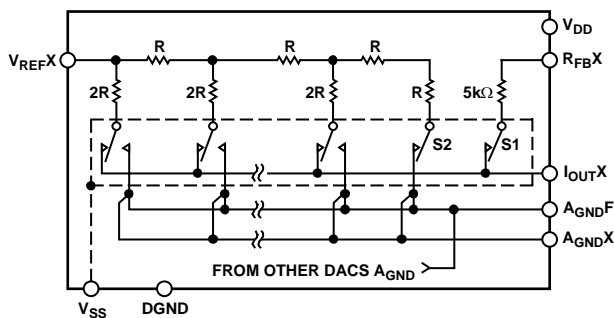 V_DD
V_REFX
R
R
R
R_FBX
2R
2R
2R
R
5kΩ
S2
S1
I_OUTX
A_GNDF
A_GNDX
FROM OTHER DACS A_GND
V_SS
DGND